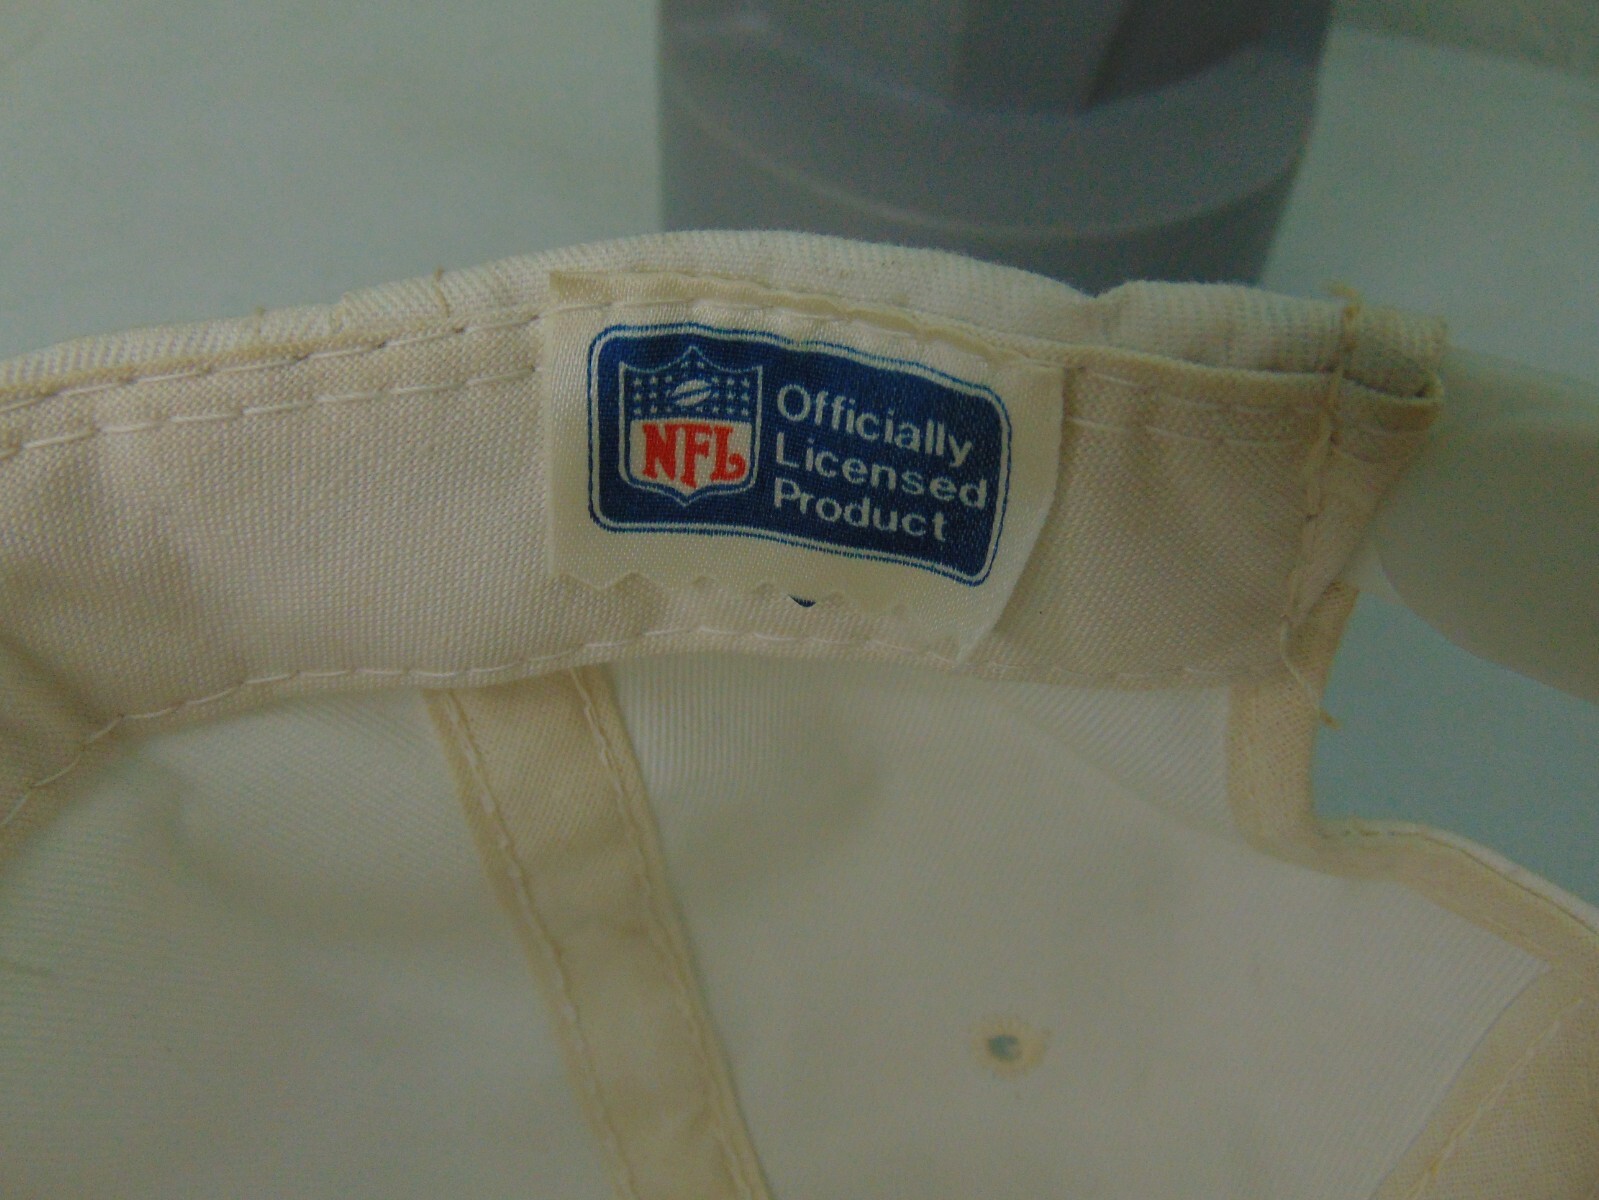 NFL
Officially
Licensed
Product